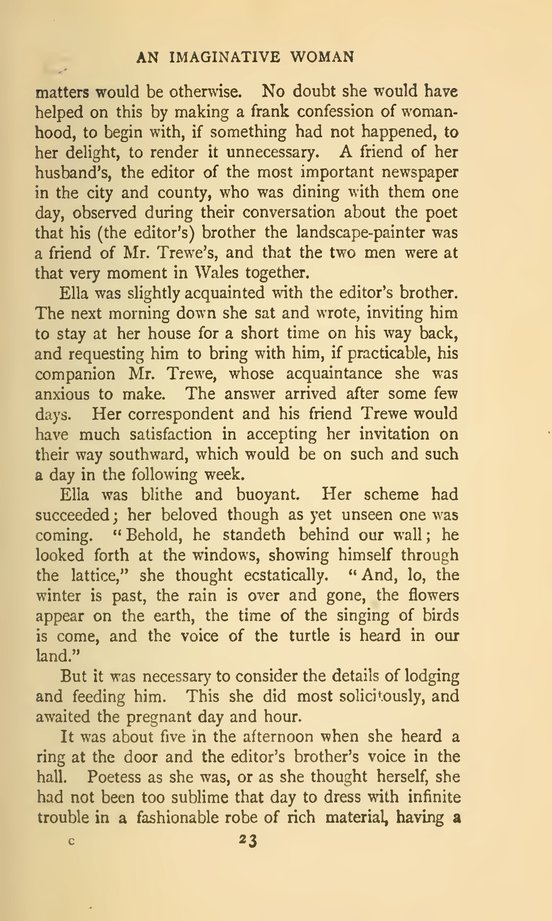 AN IMAGINATIVE WOMAN
matters would be otherwise. No doubt she would have
helped on this by making a frank confession of woman-
hood, to begin with, if something had not happened, to
her delight, to render it unnecessary. A friend of her
husband's, the editor of the most important newspaper
in the city and county, who was dining with them one
day, observed during their conversation about the poet
that his (the editor's) brother the landscape-painter was
a friend of Mr. Trewe's, and that the two men were at
that very moment in Wales together.
Ella was slightly acquainted with the editor's brother.
The next morning down she sat and wrote, inviting him
to stay at her house for a short time on his way back,
and requesting him to bring with him, if practicable, his
companion Mr. Trewe, whose acquaintance she was
anxious to make. The answer arrived after some few
days. Her correspondent and his friend Trewe would
have much satisfaction in accepting her invitation on
their way southward, which would be on such and such
a day in the following week.
Ella was blithe and buoyant. Her scheme had
succeeded; her beloved though as yet unseen one was
coming. "Behold, he standeth behind our wall; he
looked forth at the windows, showing himself through
the lattice," she thought ecstatically. "And, lo, the
winter is past, the rain is over and gone, the flowers
appear on the earth, the time of the singing of birds
is come, and the voice of the turtle is heard in our
land."
But it was necessary to consider the details of lodging
and feeding him. This she did most solicitously, and
awaited the pregnant day and hour.
It was about five in the afternoon when she heard a
ring at the door and the editor's brother's voice in the
hall. Poetess as she was, or as she thought herself, she
had not been too sublime that day to dress with infinite
trouble in a fashionable robe of rich material, having a
c 23